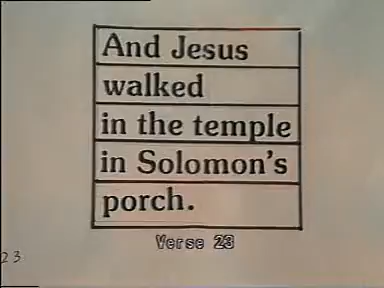 And Jesus
walked
in the temple
in Solomon's
porch.
Verse 23
23